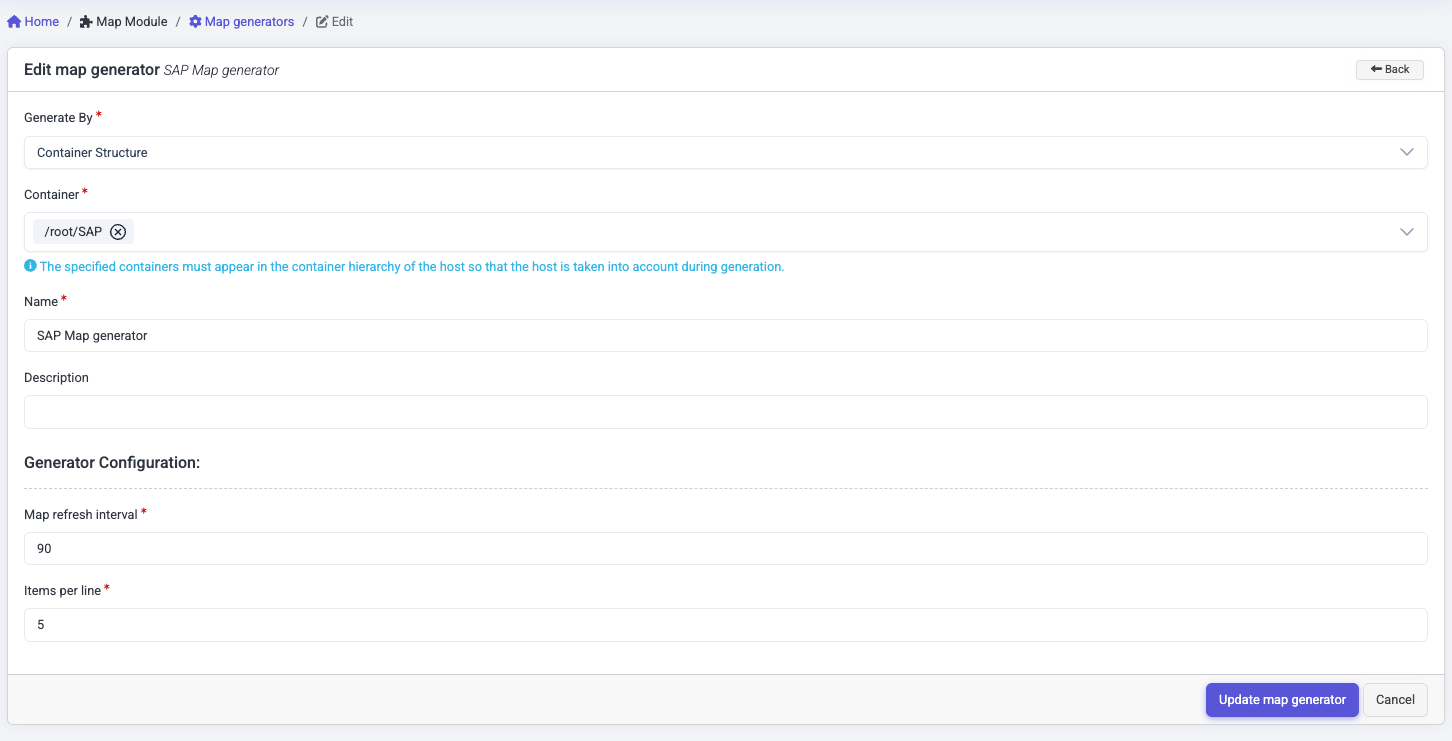 Home / Map Module / Map generators / Edit
Edit map generator SAP Map generator
Back
Generate By *
Container Structure
Container *
/root/SAP
The specified containers must appear in the container hierarchy of the host so that the host is taken into account during generation.
Name *
SAP Map generator
Description
Generator Configuration:
Map refresh interval *
90
Items per line *
5
Update map generator
Cancel